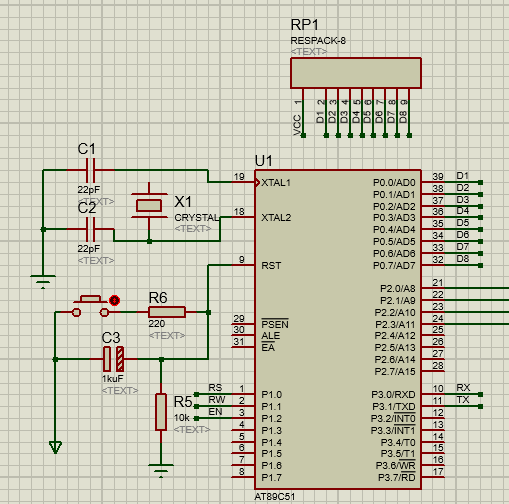 RP1
RESPACK-8
<TEXT>
VCC 1
D1 2
D2 3
D3 4
D4 5
D5 6
D6 7
D7 8
D8 9
C1
22pF
<TEXT>
C2
22pF
<TEXT>
X1
CRYSTAL
<TEXT>
U1
19 XTAL1
18 XTAL2
9 RST
29 PSEN
30 ALE
31 EA
RS 1 P1.0
RW 2 P1.1
EN 3 P1.2
4 P1.3
5 P1.4
6 P1.5
7 P1.6
8 P1.7
P0.0/AD0 39 D1
P0.1/AD1 38 D2
P0.2/AD2 37 D3
P0.3/AD3 36 D4
P0.4/AD4 35 D5
P0.5/AD5 34 D6
P0.6/AD6 33 D7
P0.7/AD7 32 D8
P2.0/A8 21
P2.1/A9 22
P2.2/A10 23
P2.3/A11 24
P2.4/A12 25
P2.5/A13 26
P2.6/A14 27
P2.7/A15 28
P3.0/RXD 10 RX
P3.1/TXD 11 TX
P3.2/INT0 12
P3.3/INT1 13
P3.4/T0 14
P3.5/T1 15
P3.6/WR 16
P3.7/RD 17
AT89C51
R6
220
<TEXT>
C3
1kuF
<TEXT>
R5
10k
<TEXT>